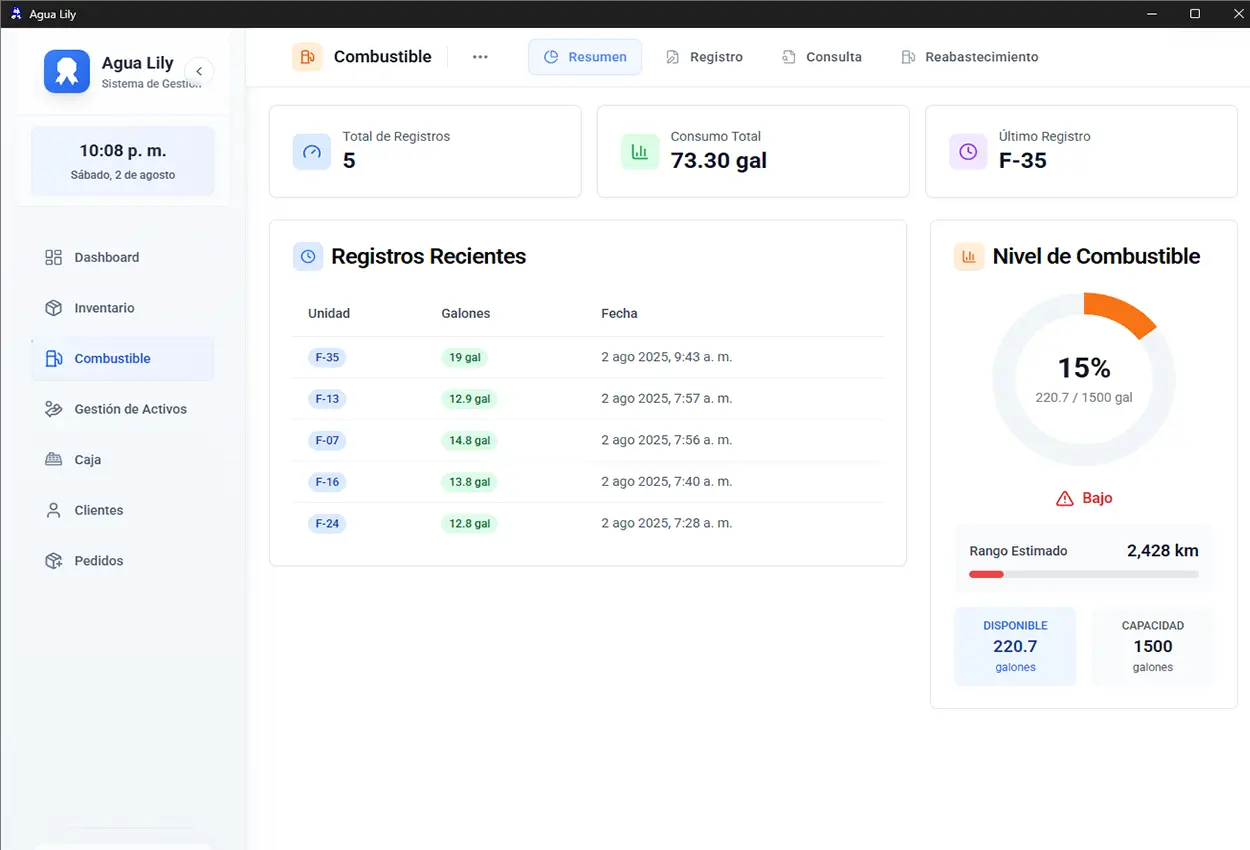 Agua Lily
Agua Lily
Sistema de Gestión
10:08 p. m.
Sábado, 2 de agosto
Dashboard
Inventario
Combustible
Gestión de Activos
Caja
Clientes
Pedidos
Combustible
Resumen
Registro
Consulta
Reabastecimiento
Total de Registros
5
Consumo Total
73.30 gal
Último Registro
F-35
Registros Recientes
Unidad Galones Fecha
F-35 19 gal 2 ago 2025, 9:43 a. m.
F-13 12.9 gal 2 ago 2025, 7:57 a. m.
F-07 14.8 gal 2 ago 2025, 7:56 a. m.
F-16 13.8 gal 2 ago 2025, 7:40 a. m.
F-24 12.8 gal 2 ago 2025, 7:28 a. m.
Nivel de Combustible
15%
220.7 / 1500 gal
Bajo
Rango Estimado 2,428 km
DISPONIBLE
220.7
galones
CAPACIDAD
1500
galones